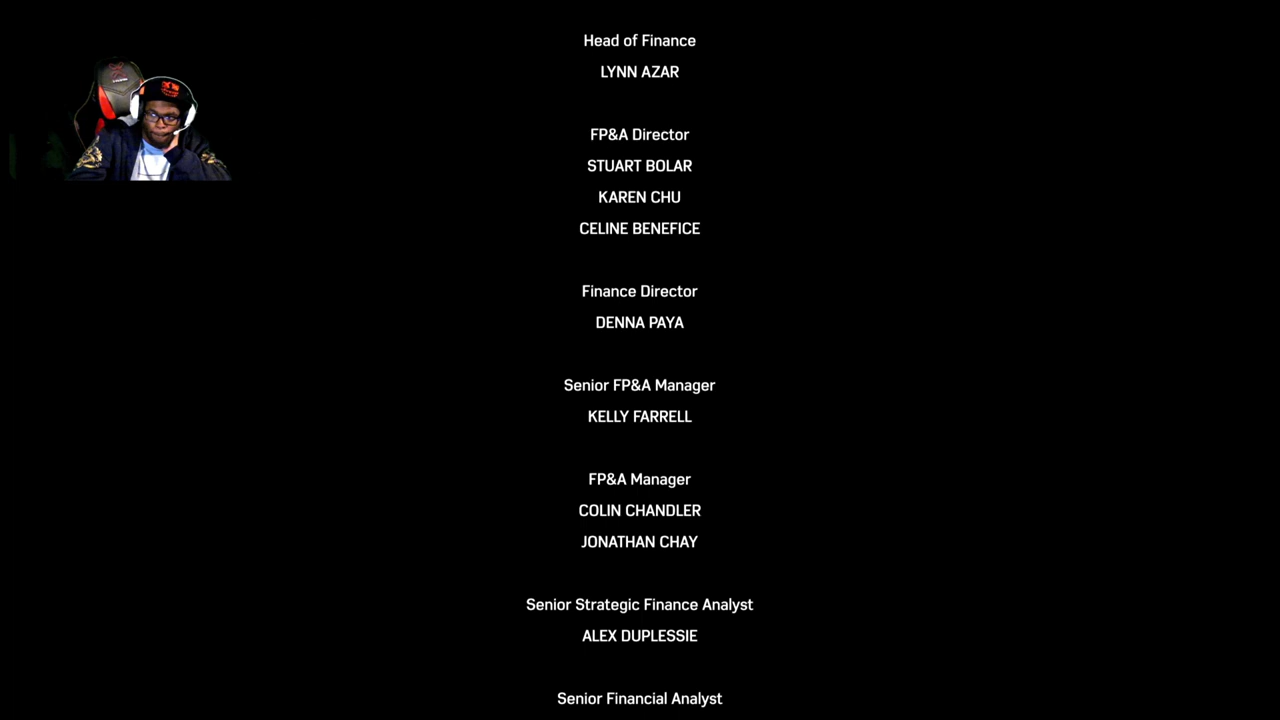 Head of Finance
LYNN AZAR
FP&A Director
STUART BOLAR
KAREN CHU
CELINE BENEFICE
Finance Director
DENNA PAYA
Senior FP&A Manager
KELLY FARRELL
FP&A Manager
COLIN CHANDLER
JONATHAN CHAY
Senior Strategic Finance Analyst
ALEX DUPLESSIE
Senior Financial Analyst